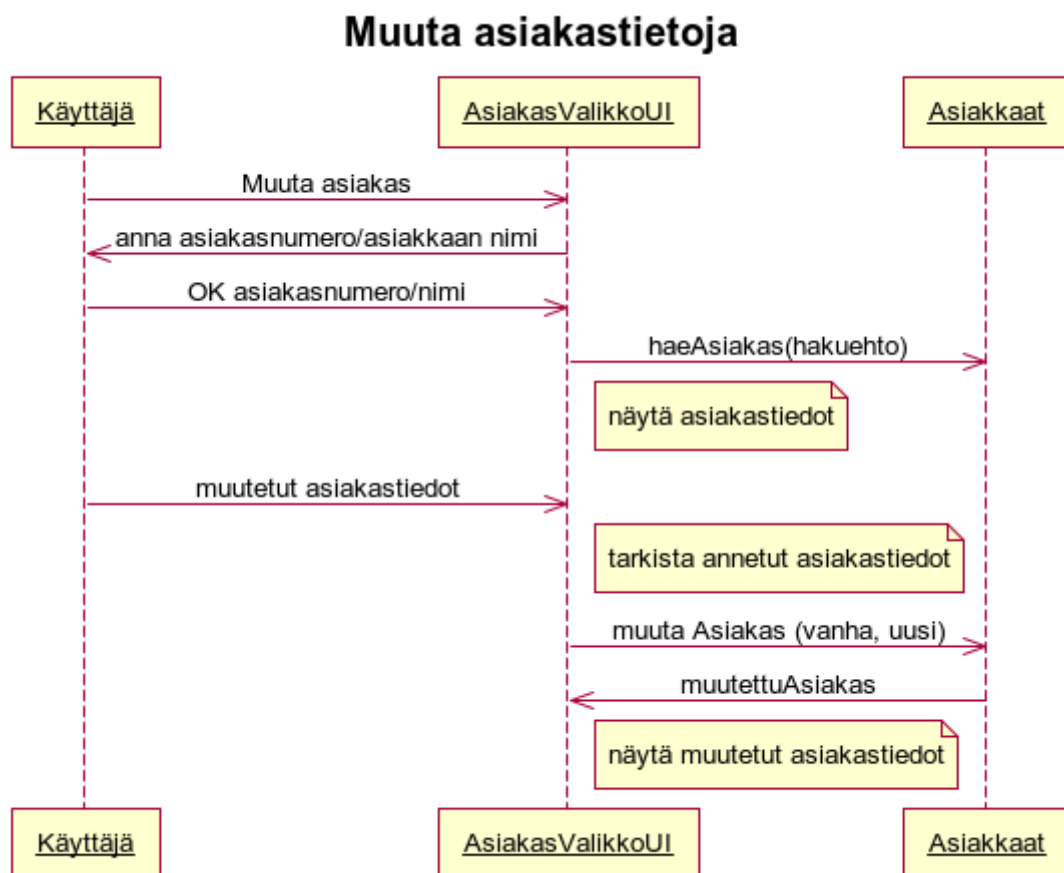 Muuta asiakastietoja
Käyttäjä
AsiakasValikkoUI
Asiakkaat
Muuta asiakas
anna asiakasnumero/asiakkaan nimi
OK asiakasnumero/nimi
haeAsiakas(hakuehto)
näytä asiakastiedot
muutetut asiakastiedot
tarkista annetut asiakastiedot
muuta Asiakas (vanha, uusi)
muutettuAsiakas
näytä muutetut asiakastiedot
Käyttäjä
AsiakasValikkoUI
Asiakkaat